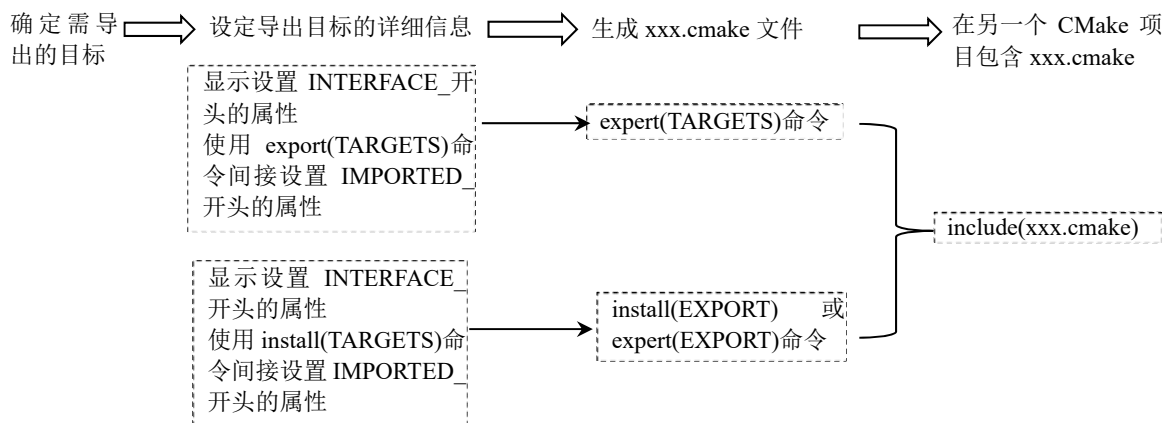 确定需导
出的目标
设定导出目标的详细信息
生成 xxx.cmake 文件
在另一个 CMake 项
目包含 xxx.cmake
显示设置 INTERFACE_开
头的属性
使用 export(TARGETS)命
令间接设置 IMPORTED_
开头的属性
expert(TARGETS)命令
include(xxx.cmake)
显示设置 INTERFACE_
开头的属性
使用 install(TARGETS)命
令间接设置 IMPORTED_
开头的属性
install(EXPORT) 或
expert(EXPORT)命令